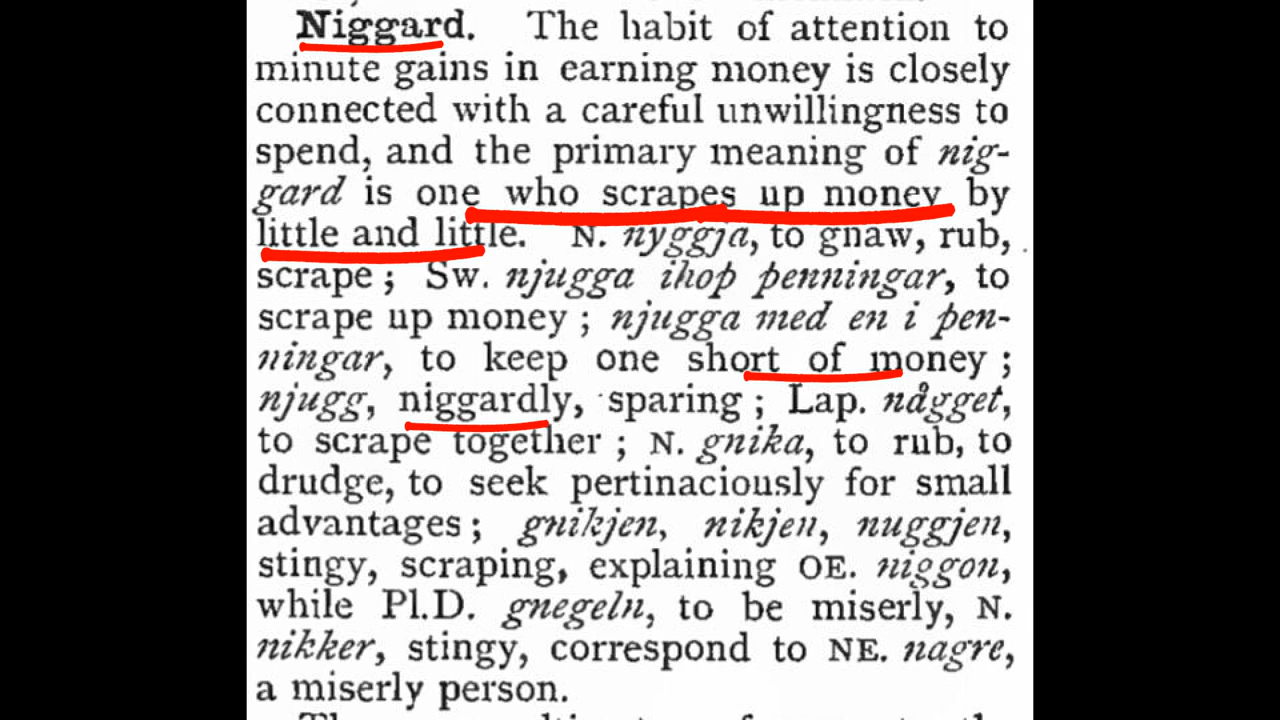 Niggard. The habit of attention to
minute gains in earning money is closely
connected with a careful unwillingness to
spend, and the primary meaning of nig-
gard is one who scrapes up money by
little and little. N. nyggja, to gnaw, rub,
scrape; Sw. njugga ihop penningar, to
scrape up money; njugga med en i pen-
ningar, to keep one short of money;
njugg, niggardly, sparing; Lap. någget,
to scrape together; N. gnika, to rub, to
drudge, to seek pertinaciously for small
advantages; gnikjen, nikjen, nuggjen,
stingy, scraping, explaining OE. niggon,
while Pl.D. gnegeln, to be miserly, N.
nikker, stingy, correspond to NE. nagre,
a miserly person.